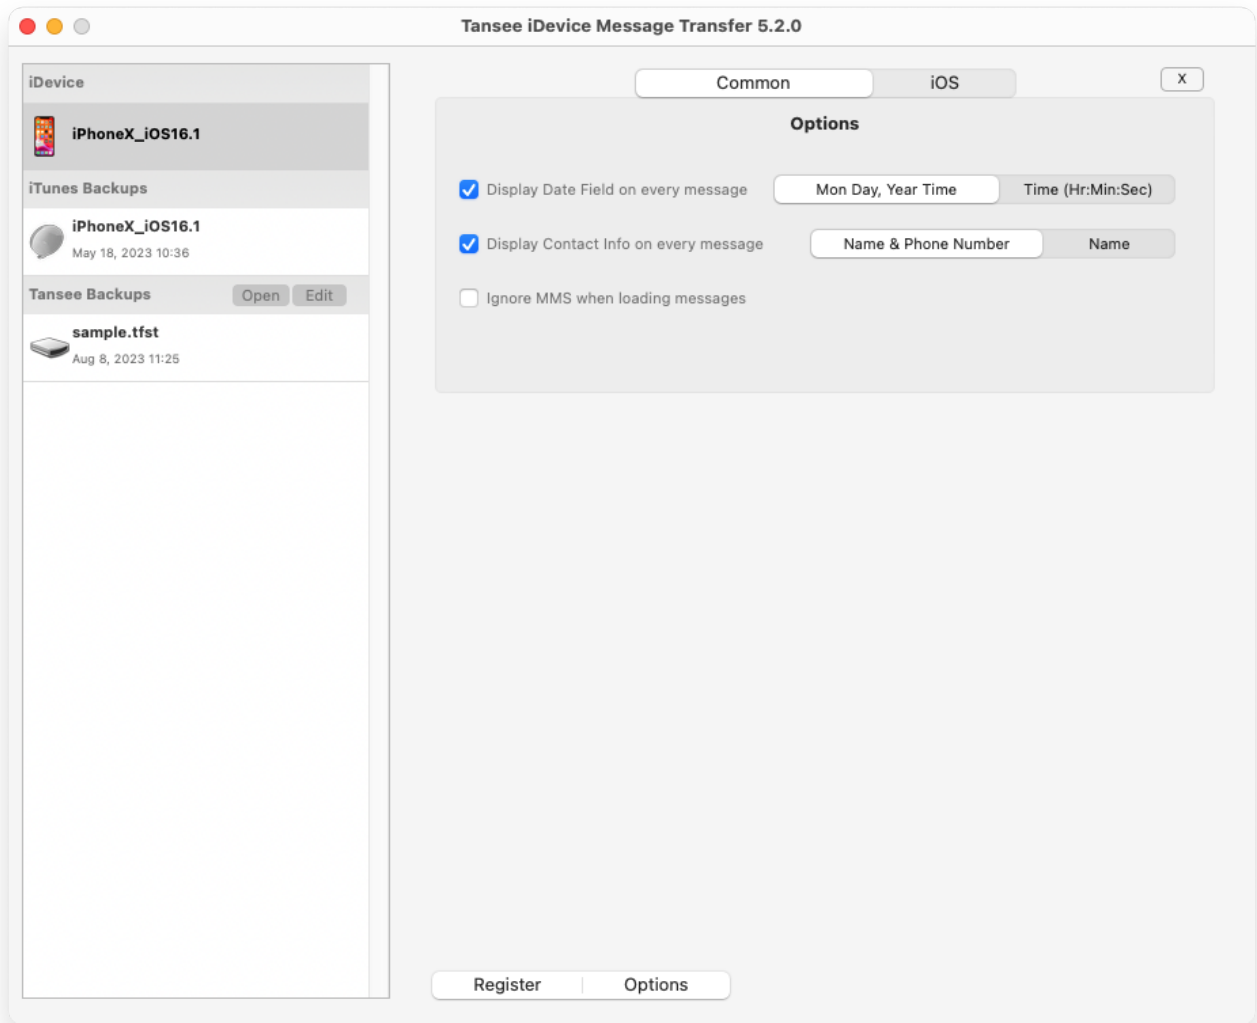 Tansee iDevice Message Transfer 5.2.0
iDevice
iPhoneX_iOS16.1
iTunes Backups
iPhoneX_iOS16.1
May 18, 2023 10:36
Tansee Backups Open Edit
sample.tfst
Aug 8, 2023 11:25
Common iOS X
Options
Display Date Field on every message Mon Day, Year Time Time (Hr:Min:Sec)
Display Contact Info on every message Name & Phone Number Name
Ignore MMS when loading messages
Register Options